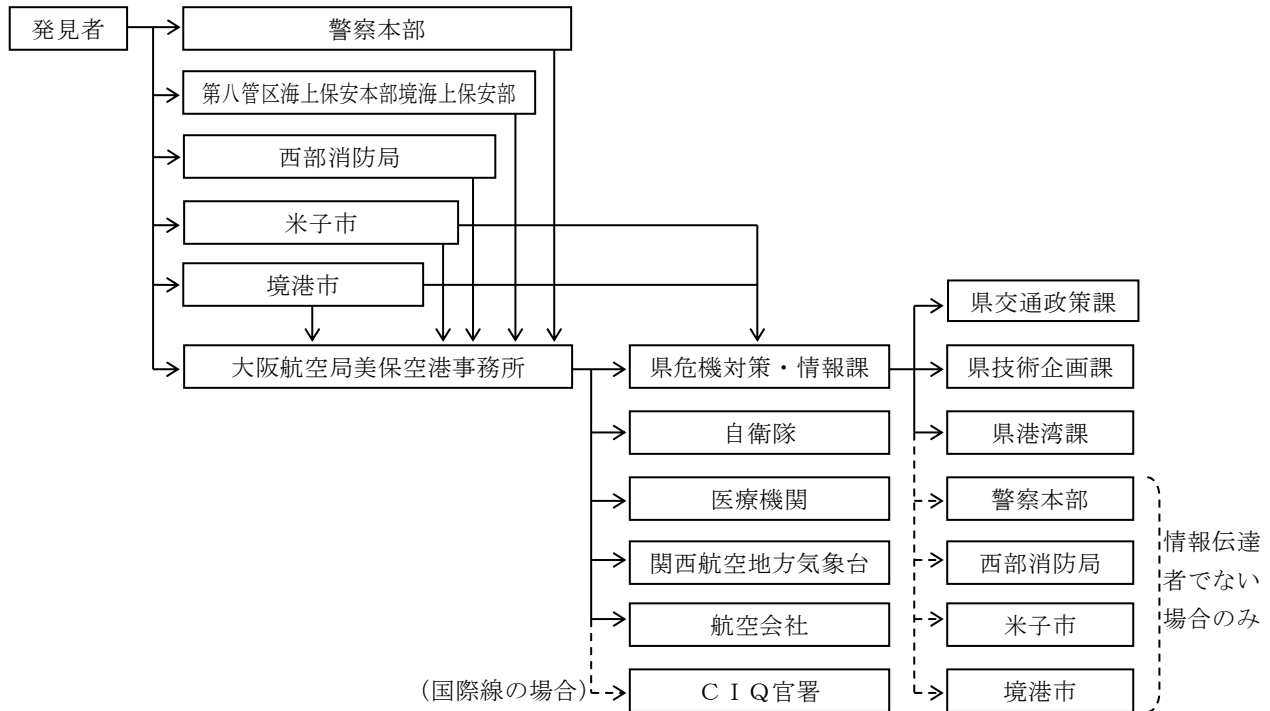 発見者
警察本部
第八管区海上保安本部境海上保安部
西部消防局
米子市
境港市
大阪航空局美保空港事務所
県危機対策・情報課
自衛隊
医療機関
関西航空地方気象台
航空会社
(国際線の場合)
ＣＩＱ官署
県交通政策課
県技術企画課
県港湾課
警察本部
西部消防局
米子市
境港市
情報伝達
者でない
場合のみ